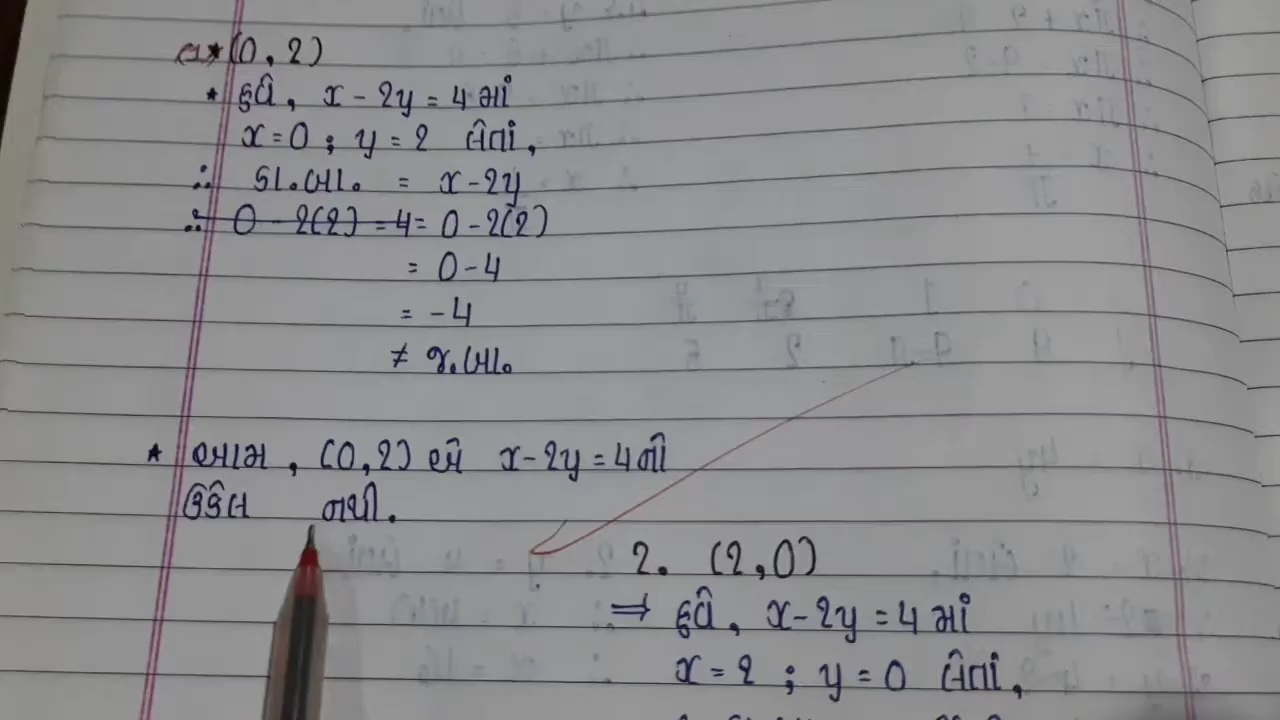 (0, 2)
* હવે, x - 2y = 4 માં
x = 0 ; y = 2 લેતાં,
∴ ડા.બા. = x - 2y
∴ 0 - 2(2) = 4 = 0 - 2(2)
= 0 - 4
= - 4
≠ જ.બા.
* આમ, (0, 2) એ x - 2y = 4 નો
ઉકેલ નથી.
2. (2, 0)
⇒ હવે, x - 2y = 4 માં
x = 2 ; y = 0 લેતાં,